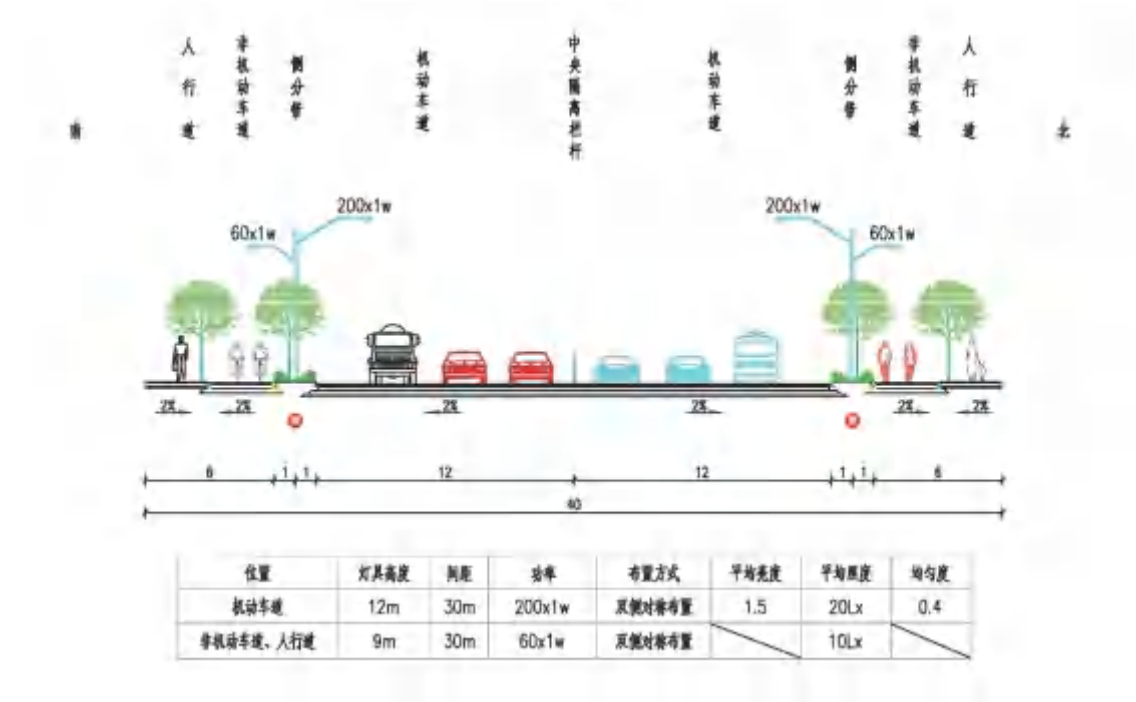 南
人行道
非机动车道
侧分带
机动车道
中央隔离栏杆
机动车道
侧分带
非机动车道
人行道
北
200x1w
200x1w
60x1w
60x1w
2%
2%
2%
2%
2%
2%
6
1
1
12
12
1
1
6
40
位置 灯具高度 间距 功率 布置方式 平均亮度 平均照度 均匀度
机动车道 12m 30m 200x1w 双侧对称布置 1.5 20Lx 0.4
非机动车道、人行道 9m 30m 60x1w 双侧对称布置 10Lx